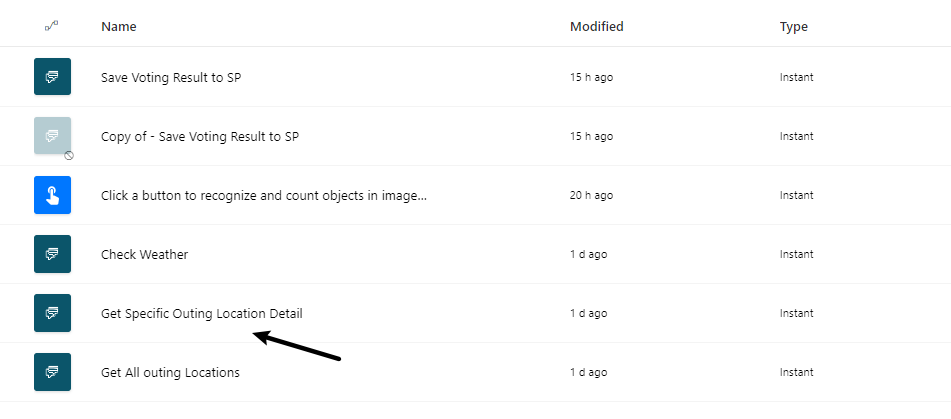 Name Modified Type
Save Voting Result to SP 15 h ago Instant
Copy of - Save Voting Result to SP 15 h ago Instant
Click a button to recognize and count objects in image... 20 h ago Instant
Check Weather 1 d ago Instant
Get Specific Outing Location Detail 1 d ago Instant
Get All outing Locations 1 d ago Instant